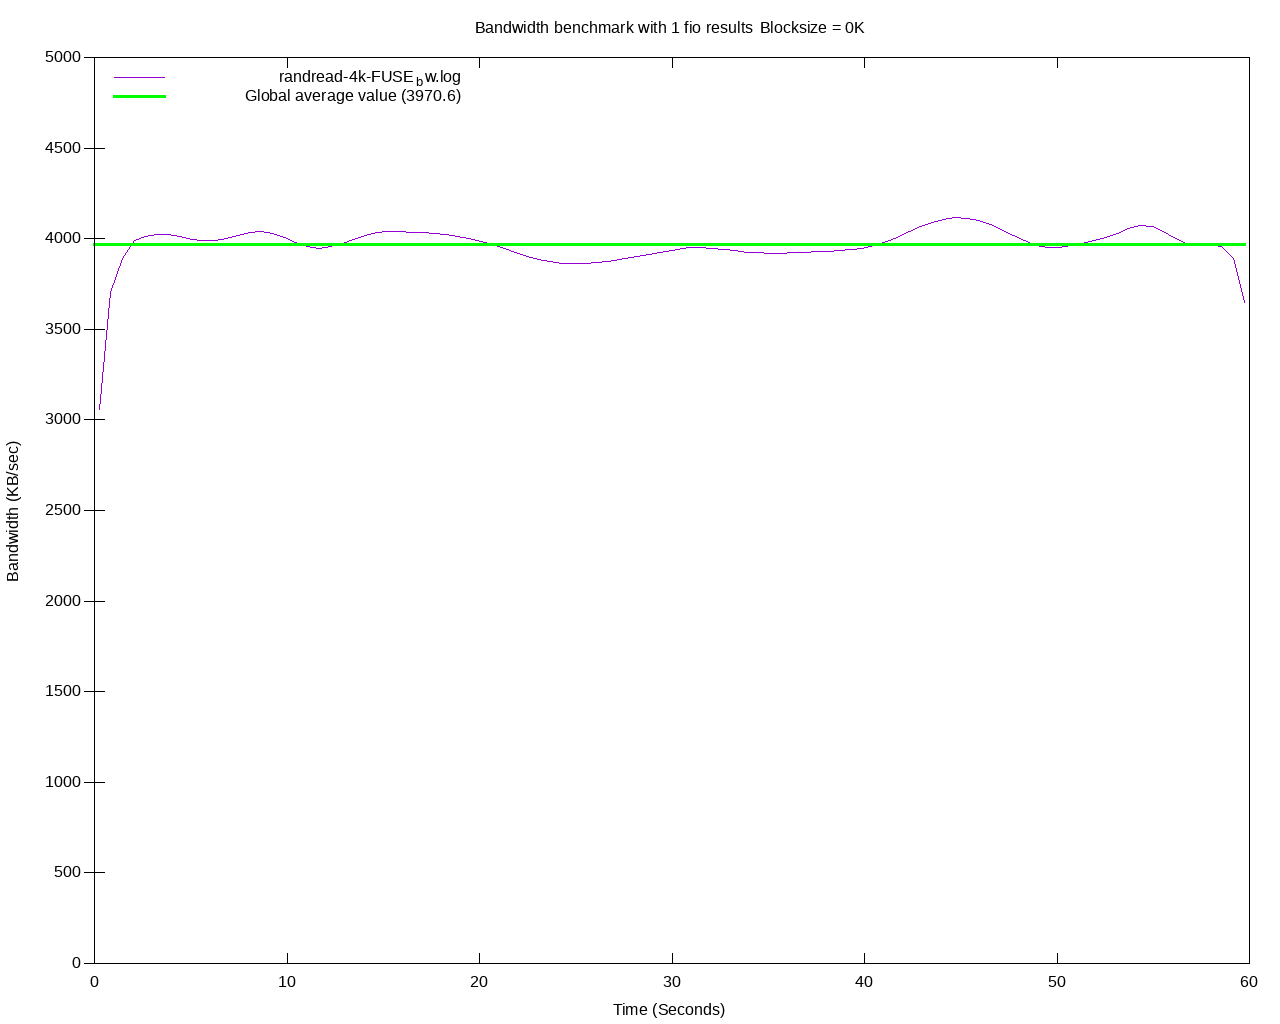 Bandwidth benchmark with 1 fio results Blocksize = 0K
randread-4k-FUSE_bw.log
Global average value (3970.6)
5000
4500
4000
3500
3000
2500
2000
1500
1000
500
0
Bandwidth (KB/sec)
0 10 20 30 40 50 60
Time (Seconds)